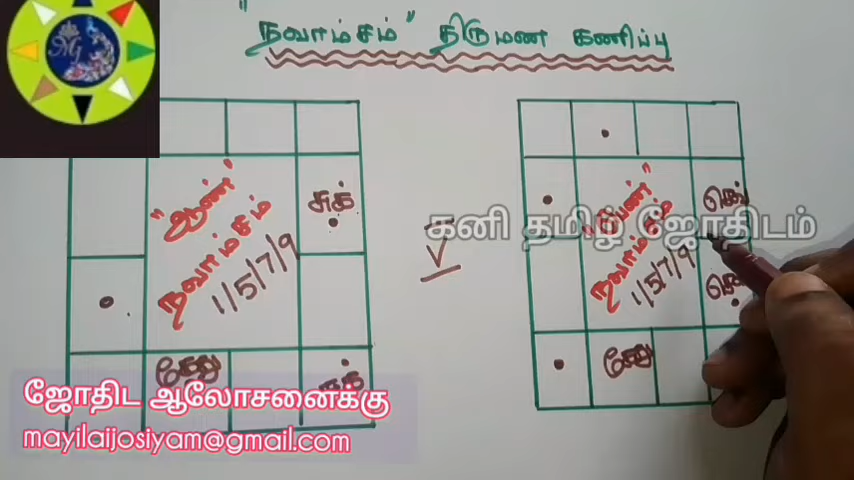 "நவாம்சம்" திருமண கணிப்பு
MG
"ஆண்"
நவாம்சம்
1/5/7/9
சுக்
கேது
V
"பெண்"
நவாம்சம்
1/5/7/9
கேது
கனி தமிழ் ஜோதிடம்
ஜோதிட ஆலோசனைக்கு
mayilaijosiyam@gmail.com